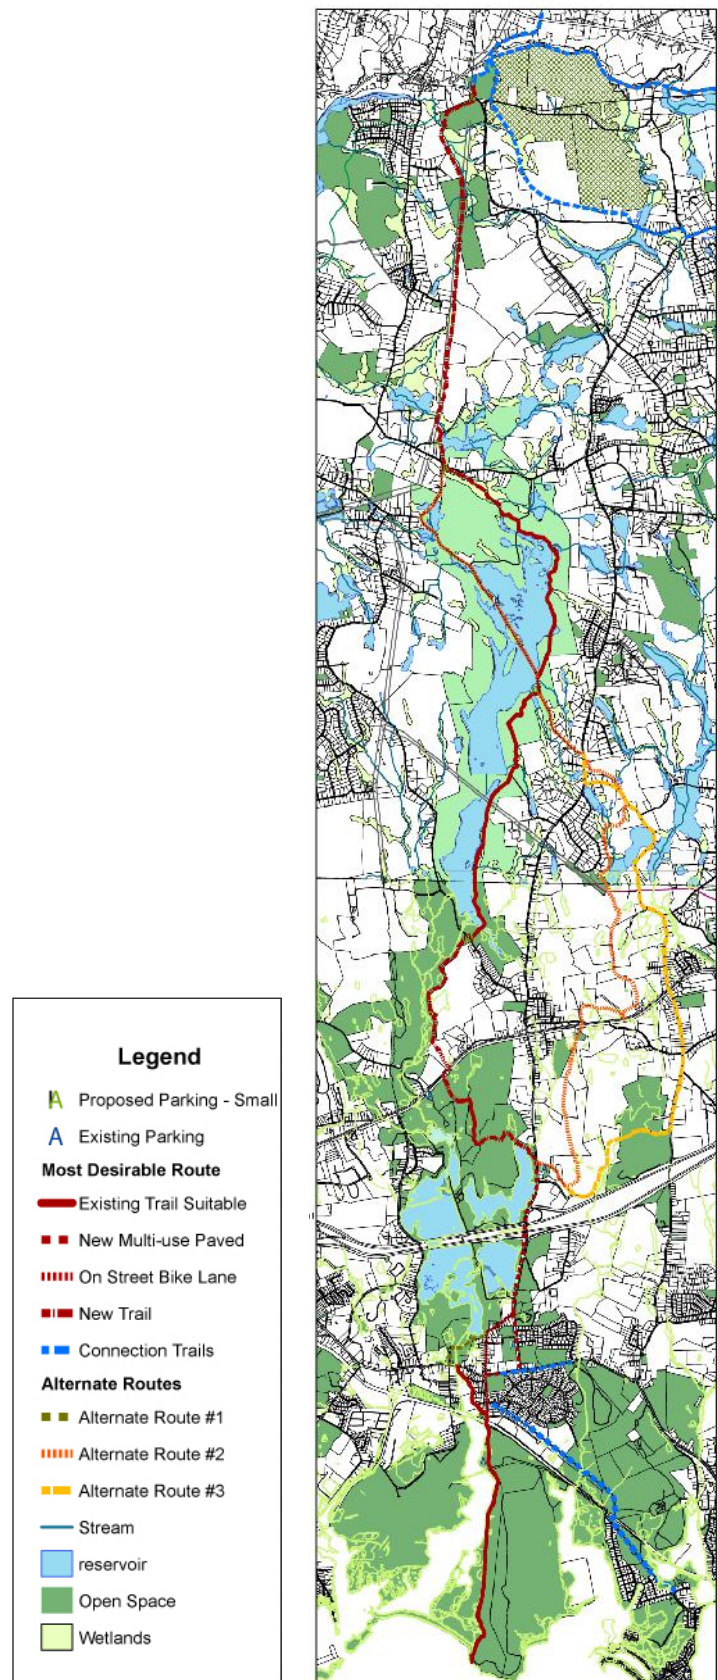 Legend
A Proposed Parking - Small
A Existing Parking
Most Desirable Route
Existing Trail Suitable
New Multi-use Paved
On Street Bike Lane
New Trail
Connection Trails
Alternate Routes
Alternate Route #1
Alternate Route #2
Alternate Route #3
Stream
reservoir
Open Space
Wetlands